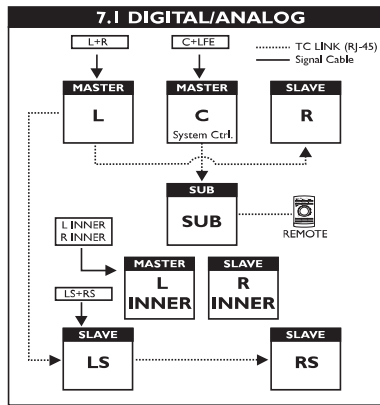 7.1 DIGITAL/ANALOG
L+R
C+LFE
TC LINK (RJ-45)
Signal Cable
MASTER
L
MASTER
C
System Ctrl.
SLAVE
R
SUB
SUB
REMOTE
L INNER
R INNER
MASTER
L
INNER
SLAVE
R
INNER
LS+RS
SLAVE
LS
SLAVE
RS